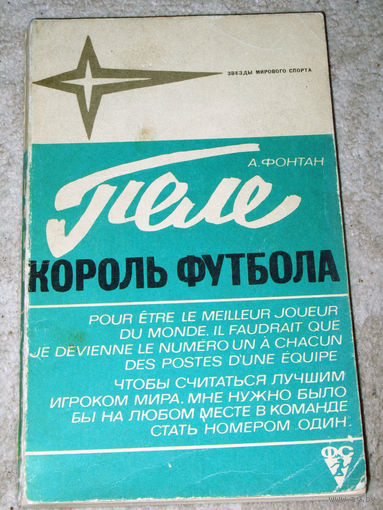 ЗВЕЗДЫ МИРОВОГО СПОРТА
А.ФОНТАН
Пеле
КОРОЛЬ ФУТБОЛА
POUR ÊTRE LE MEILLEUR JOUEUR
DU MONDE, IL FAUDRAIT QUE
JE DEVIENNE LE NUMÉRO UN À CHACUN
DES POSTES D'UNE ÉQUIPE
ЧТОБЫ СЧИТАТЬСЯ ЛУЧШИМ
ИГРОКОМ МИРА, МНЕ НУЖНО БЫЛО
БЫ НА ЛЮБОМ МЕСТЕ В КОМАНДЕ
СТАТЬ "НОМЕРОМ ОДИН".
ФС